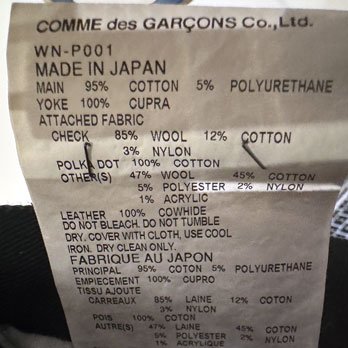 COMME des GARÇONS Co.,Ltd.
WN-P001
MADE IN JAPAN
MAIN 95% COTTON 5% POLYURETHANE
YOKE 100% CUPRA
ATTACHED FABRIC
CHECK 85% WOOL 12% COTTON
3% NYLON
POLKA DOT 100% COTTON
OTHER(S) 47% WOOL 45% COTTON
5% POLYESTER 2% NYLON
1% ACRYLIC
LEATHER 100% COWHIDE
DO NOT BLEACH. DO NOT TUMBLE
DRY. COVER WITH CLOTH, USE COOL
IRON. DRY CLEAN ONLY.
FABRIQUE AU JAPON
PRINCIPAL 95% COTON 5% POLYURETHANE
EMPIECEMENT 100% CUPRO
TISSU AJOUTE
CARREAUX 85% LAINE 12% COTON
3% NYLON
POIS 100% COTON
AUTRE(S) 47% LAINE 45% COTON
5% POLYESTER 2% NYLON
1% ACRYLIQUE